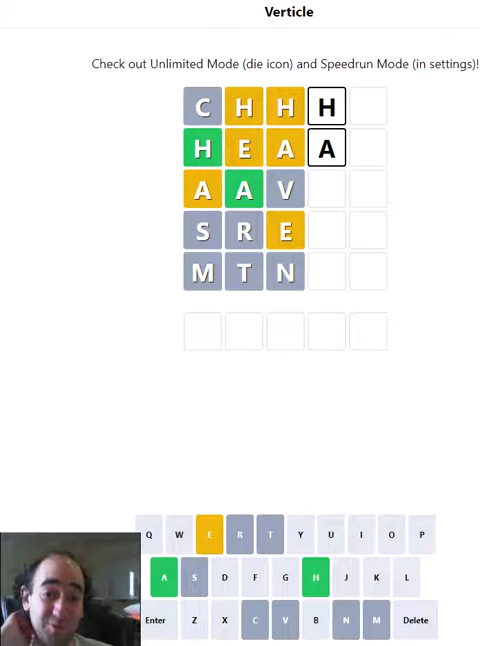 Verticle
Check out Unlimited Mode (die icon) and Speedrun Mode (in settings)!
C H H H
H E A A
A A V
S R E
M T N
Q W E R T Y U I O P
A S D F G H J K L
Enter Z X C V B N M Delete